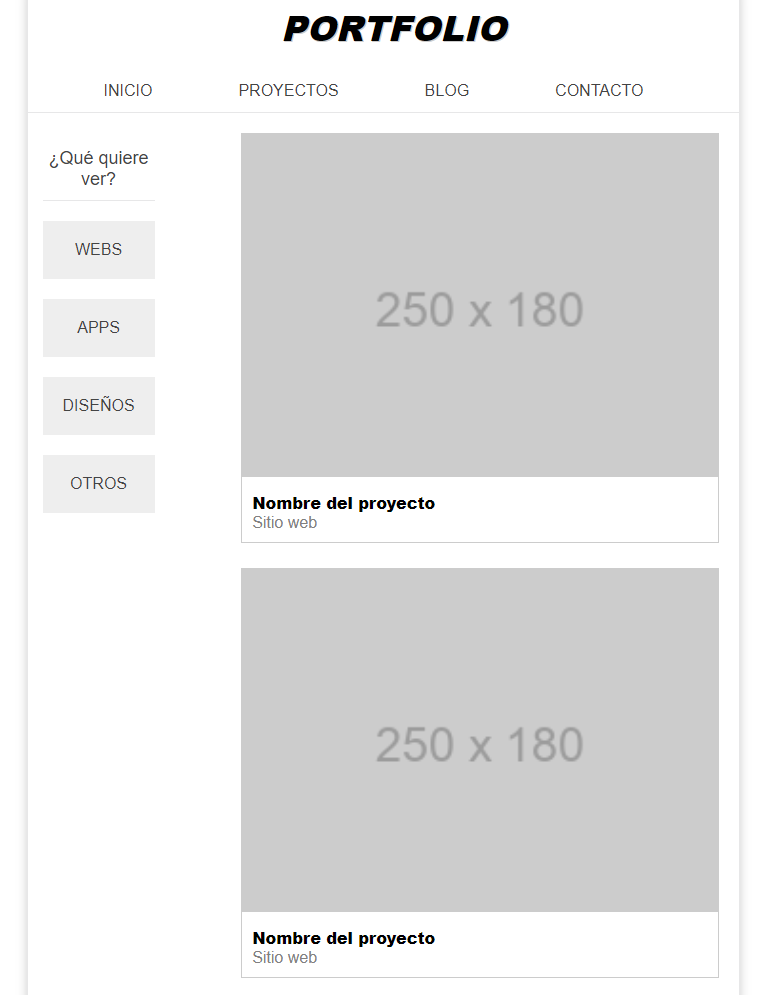 PORTFOLIO
INICIO PROYECTOS BLOG CONTACTO
¿Qué quiere
ver?
WEBS
APPS
DISEÑOS
OTROS
250 x 180
Nombre del proyecto
Sitio web
250 x 180
Nombre del proyecto
Sitio web